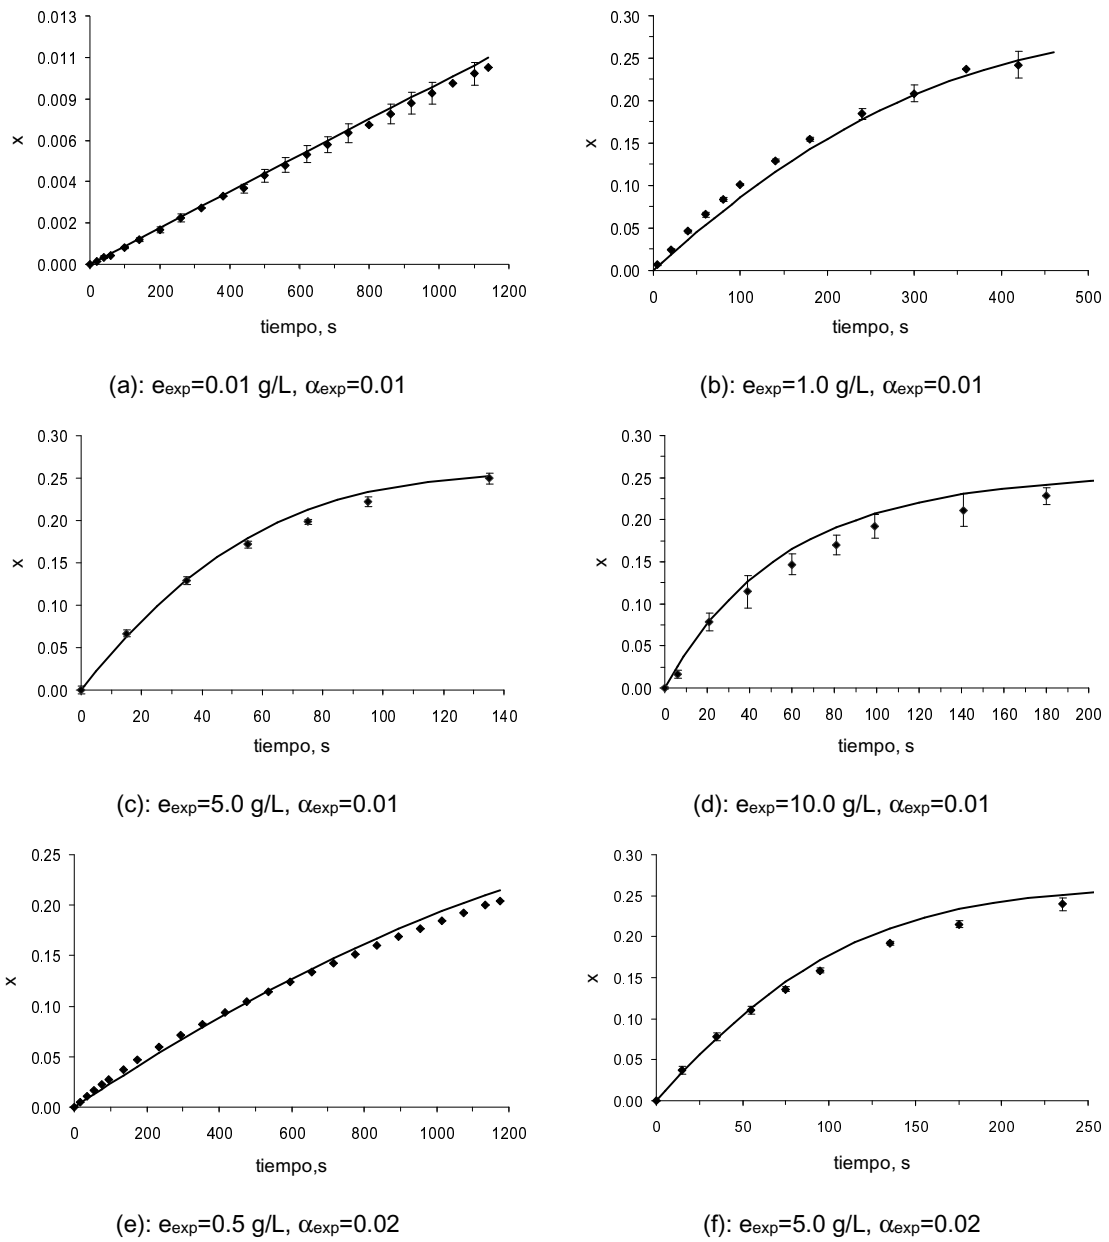 0.013
0.011
0.009
0.006
0.004
0.002
0.000
x
0 200 400 600 800 1000 1200
tiempo, s
(a): eexp=0.01 g/L, αexp=0.01
0.30
0.25
0.20
0.15
0.10
0.05
0.00
x
0 100 200 300 400 500
tiempo, s
(b): eexp=1.0 g/L, αexp=0.01
0.30
0.25
0.20
0.15
0.10
0.05
0.00
x
0 20 40 60 80 100 120 140
tiempo, s
(c): eexp=5.0 g/L, αexp=0.01
0.30
0.25
0.20
0.15
0.10
0.05
0.00
x
0 20 40 60 80 100 120 140 160 180 200
tiempo, s
(d): eexp=10.0 g/L, αexp=0.01
0.25
0.20
0.15
0.10
0.05
0.00
x
0 200 400 600 800 1000 1200
tiempo,s
(e): eexp=0.5 g/L, αexp=0.02
0.30
0.25
0.20
0.15
0.10
0.05
0.00
x
0 50 100 150 200 250
tiempo, s
(f): eexp=5.0 g/L, αexp=0.02